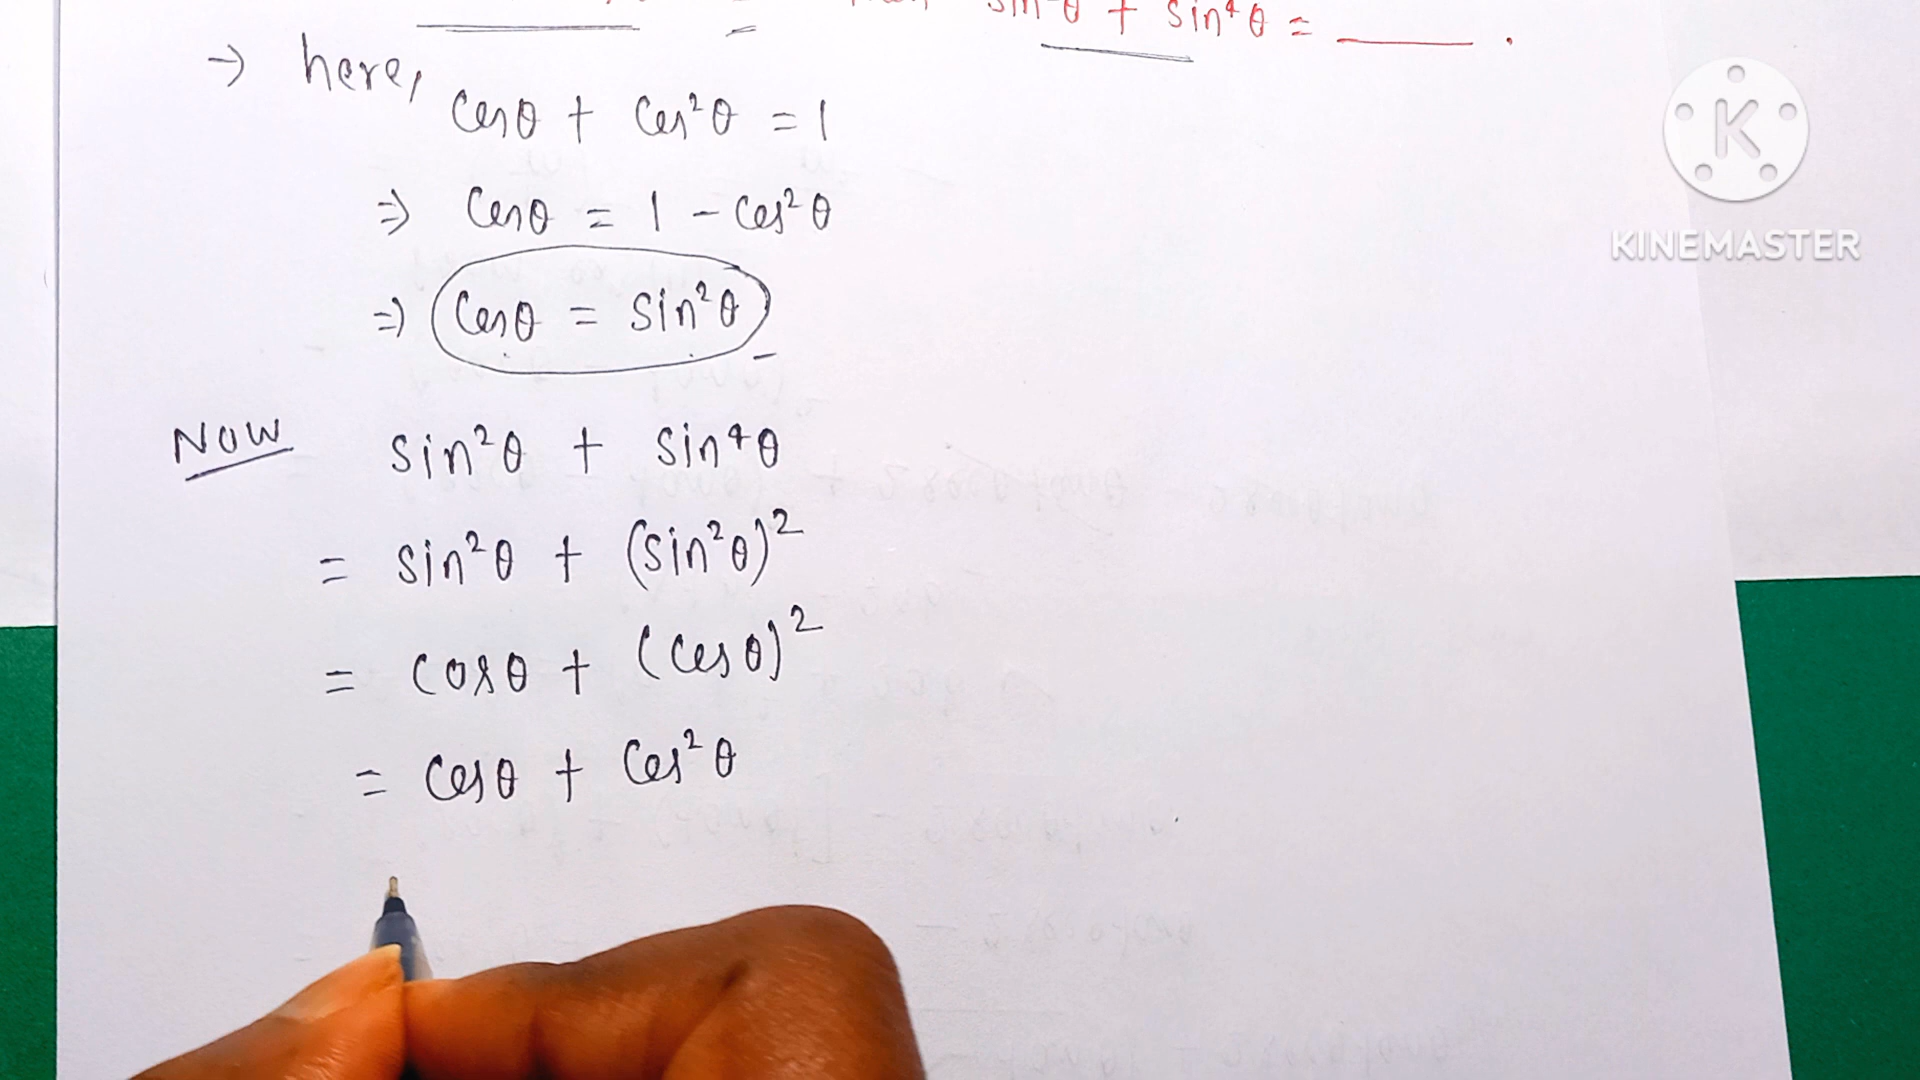 sin²θ + sin⁴θ = ____ .
→ here,
cosθ + cos²θ = 1
⇒ cosθ = 1 - cos²θ
⇒ cosθ = sin²θ
NOW sin²θ + sin⁴θ
= sin²θ + (sin²θ)²
= cosθ + (cosθ)²
= cosθ + cos²θ
K
KINEMASTER